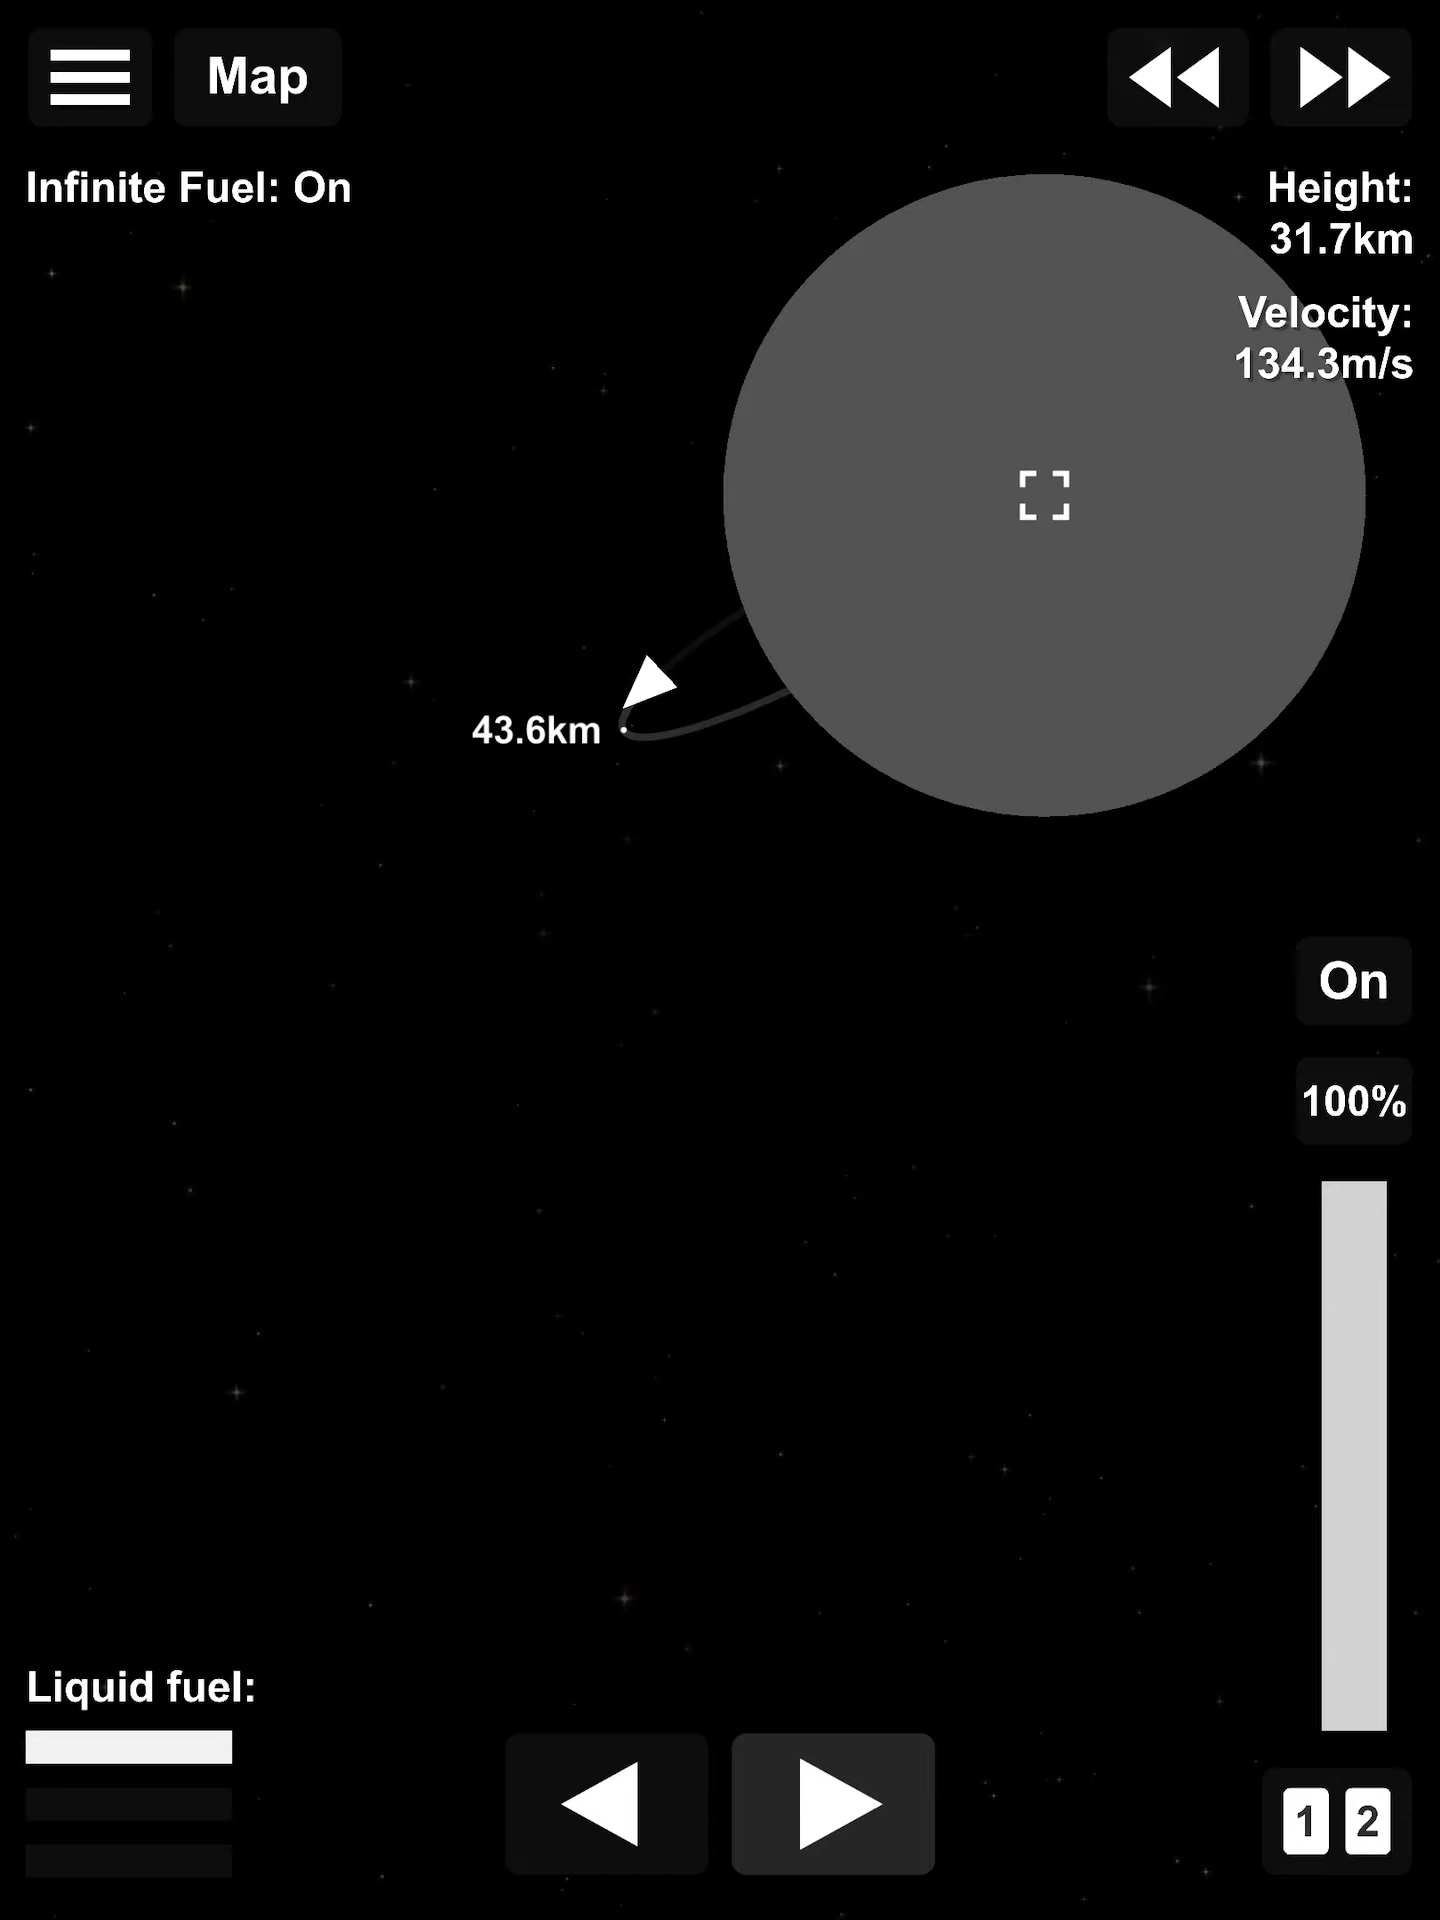 Map
Infinite Fuel: On
Height:
31.7km
Velocity:
134.3m/s
43.6km
On
100%
Liquid fuel:
1 2